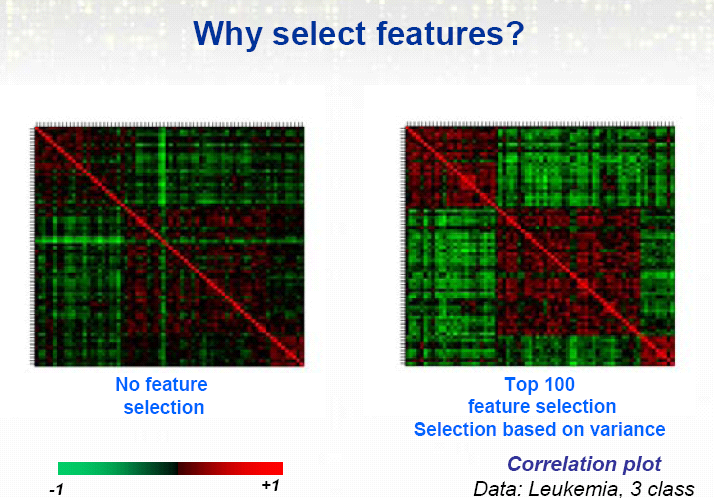 Why select features?
No feature
selection
Top 100
feature selection
Selection based on variance
-1
+1
Correlation plot
Data: Leukemia, 3 class